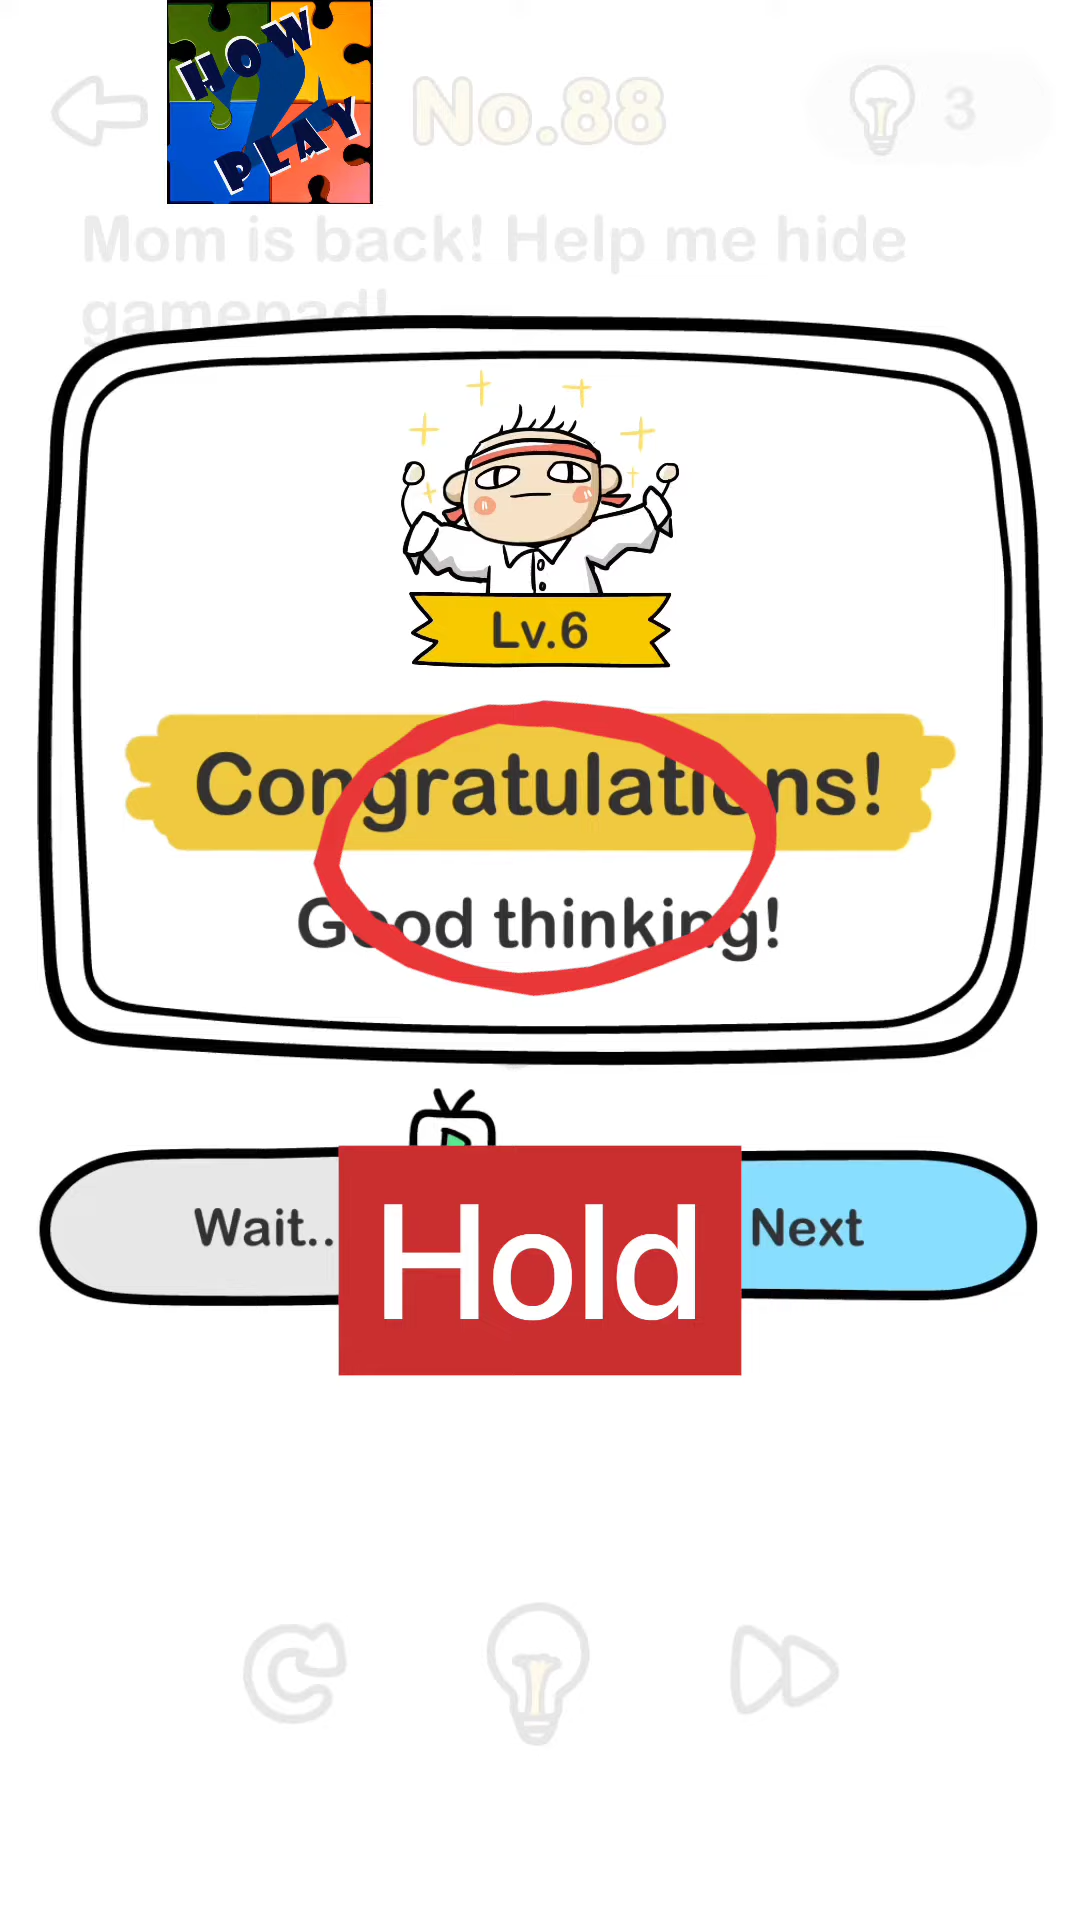 HOW
2
PLAY
No.88
3
Mom is back! Help me hide
gamepad!
Lv.6
Congratulations!
Good thinking!
Wait..
Hold
Next